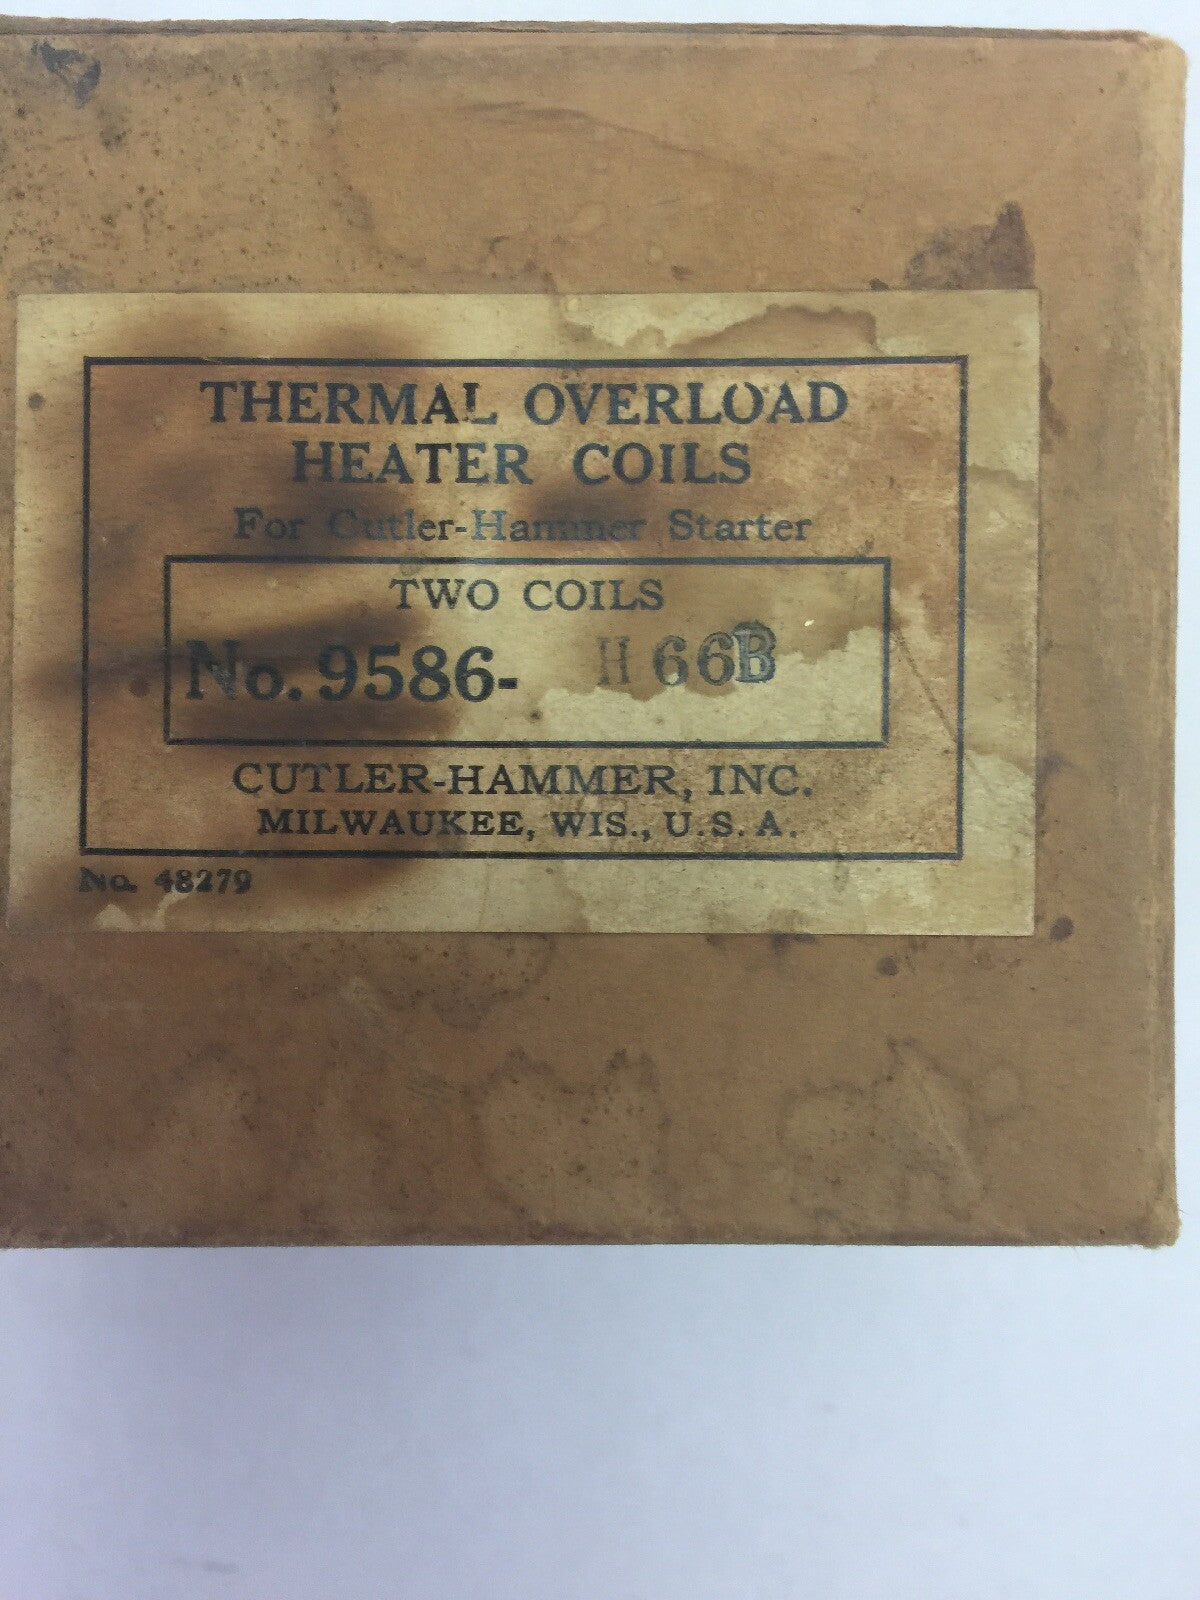 THERMAL OVERLOAD
HEATER COILS
For Cutler-Hammer Starter
TWO COILS
No. 9586- H 66B
CUTLER-HAMMER, INC.
MILWAUKEE, WIS., U.S.A.
No. 48279